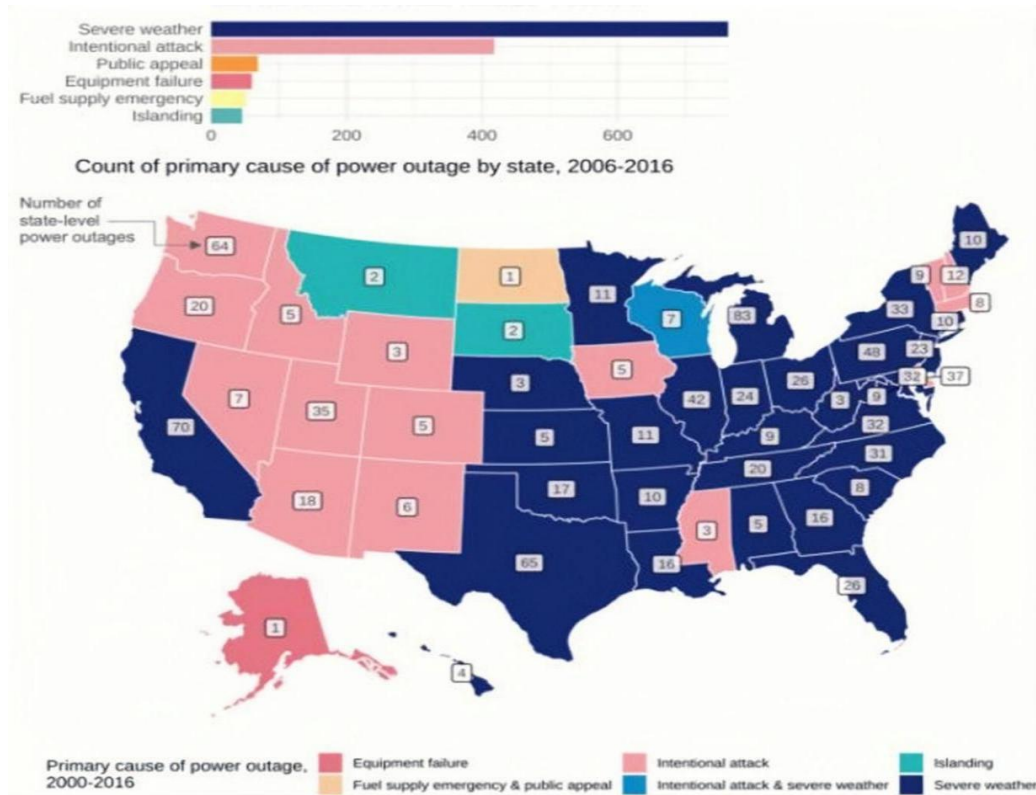 Severe weather
Intentional attack
Public appeal
Equipment failure
Fuel supply emergency
Islanding
0 200 400 600
Count of primary cause of power outage by state, 2006-2016
Number of
state-level
power outages
64
10
2
1
9 12
20
5
11
8
33
7
83
10
2
3
48 23
5
26
32 37
7
3
42
24
3
9
35
5
70
5
11
9
32
31
20
18
6
17
10
8
3
5
16
65
16
26
1
4
Primary cause of power outage,
2000-2016
Equipment failure
Intentional attack
Islanding
Fuel supply emergency & public appeal
Intentional attack & severe weather
Severe weathe